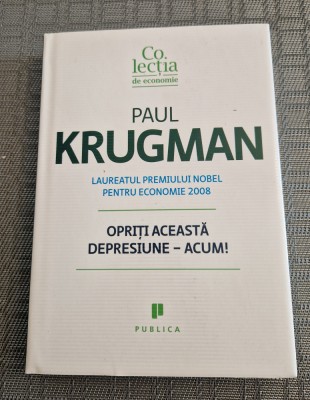 Co.
lecția
de economie
PAUL
KRUGMAN
LAUREATUL PREMIULUI NOBEL
PENTRU ECONOMIE 2008
OPRIȚI ACEASTĂ
DEPRESIUNE – ACUM!
PUBLICA